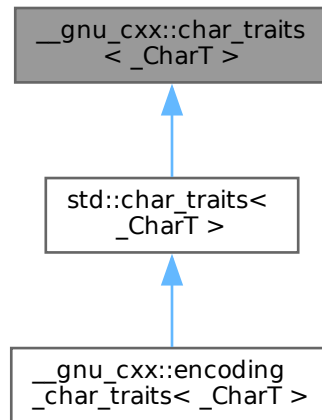 __gnu_cxx::char_traits
< _CharT >
std::char_traits<
_CharT >
__gnu_cxx::encoding
_char_traits< _CharT >